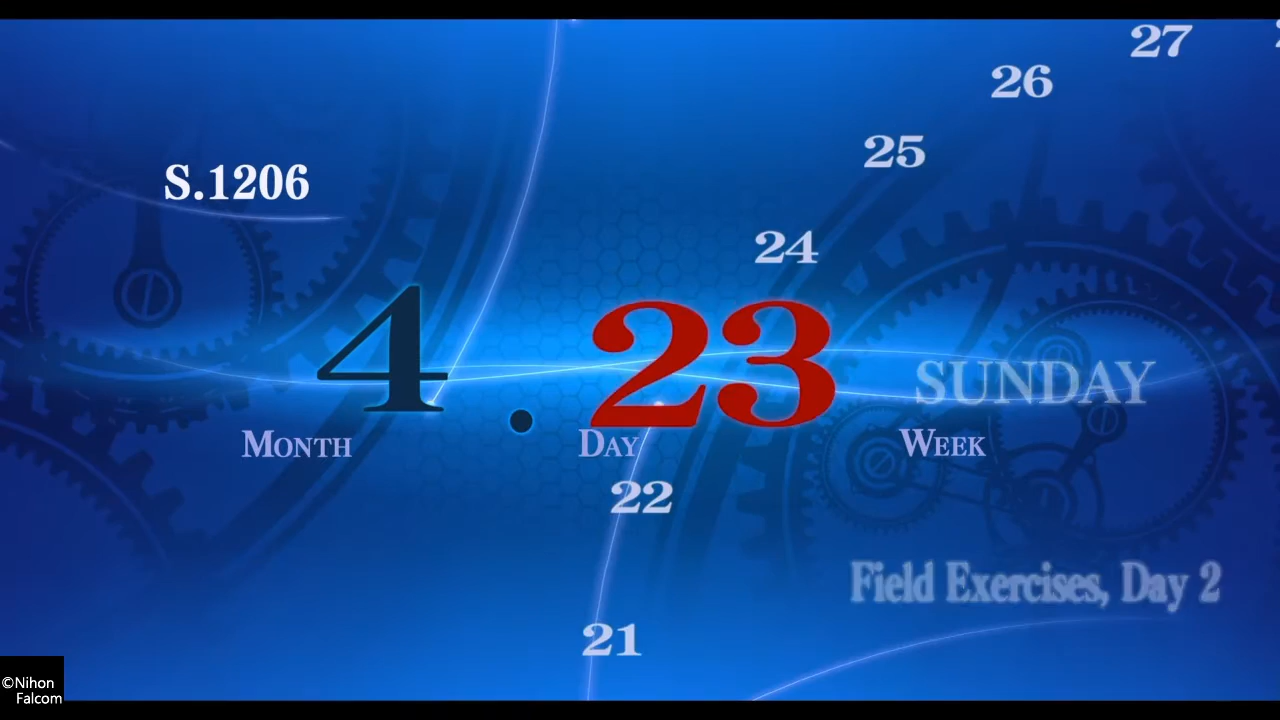 27
26
25
S.1206
24
4 . 23 SUNDAY
MONTH DAY WEEK
22
Field Exercises, Day 2
21
©Nihon
Falcom